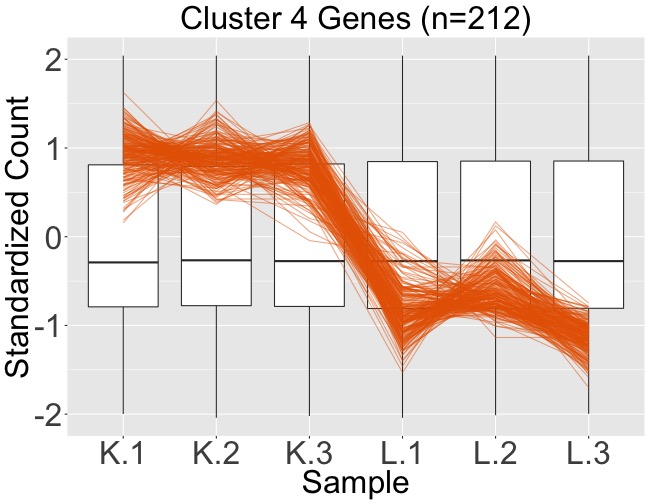 Cluster 4 Genes (n=212)
Standardized Count
2
1
0
-1
-2
K.1 K.2 K.3 L.1 L.2 L.3
Sample